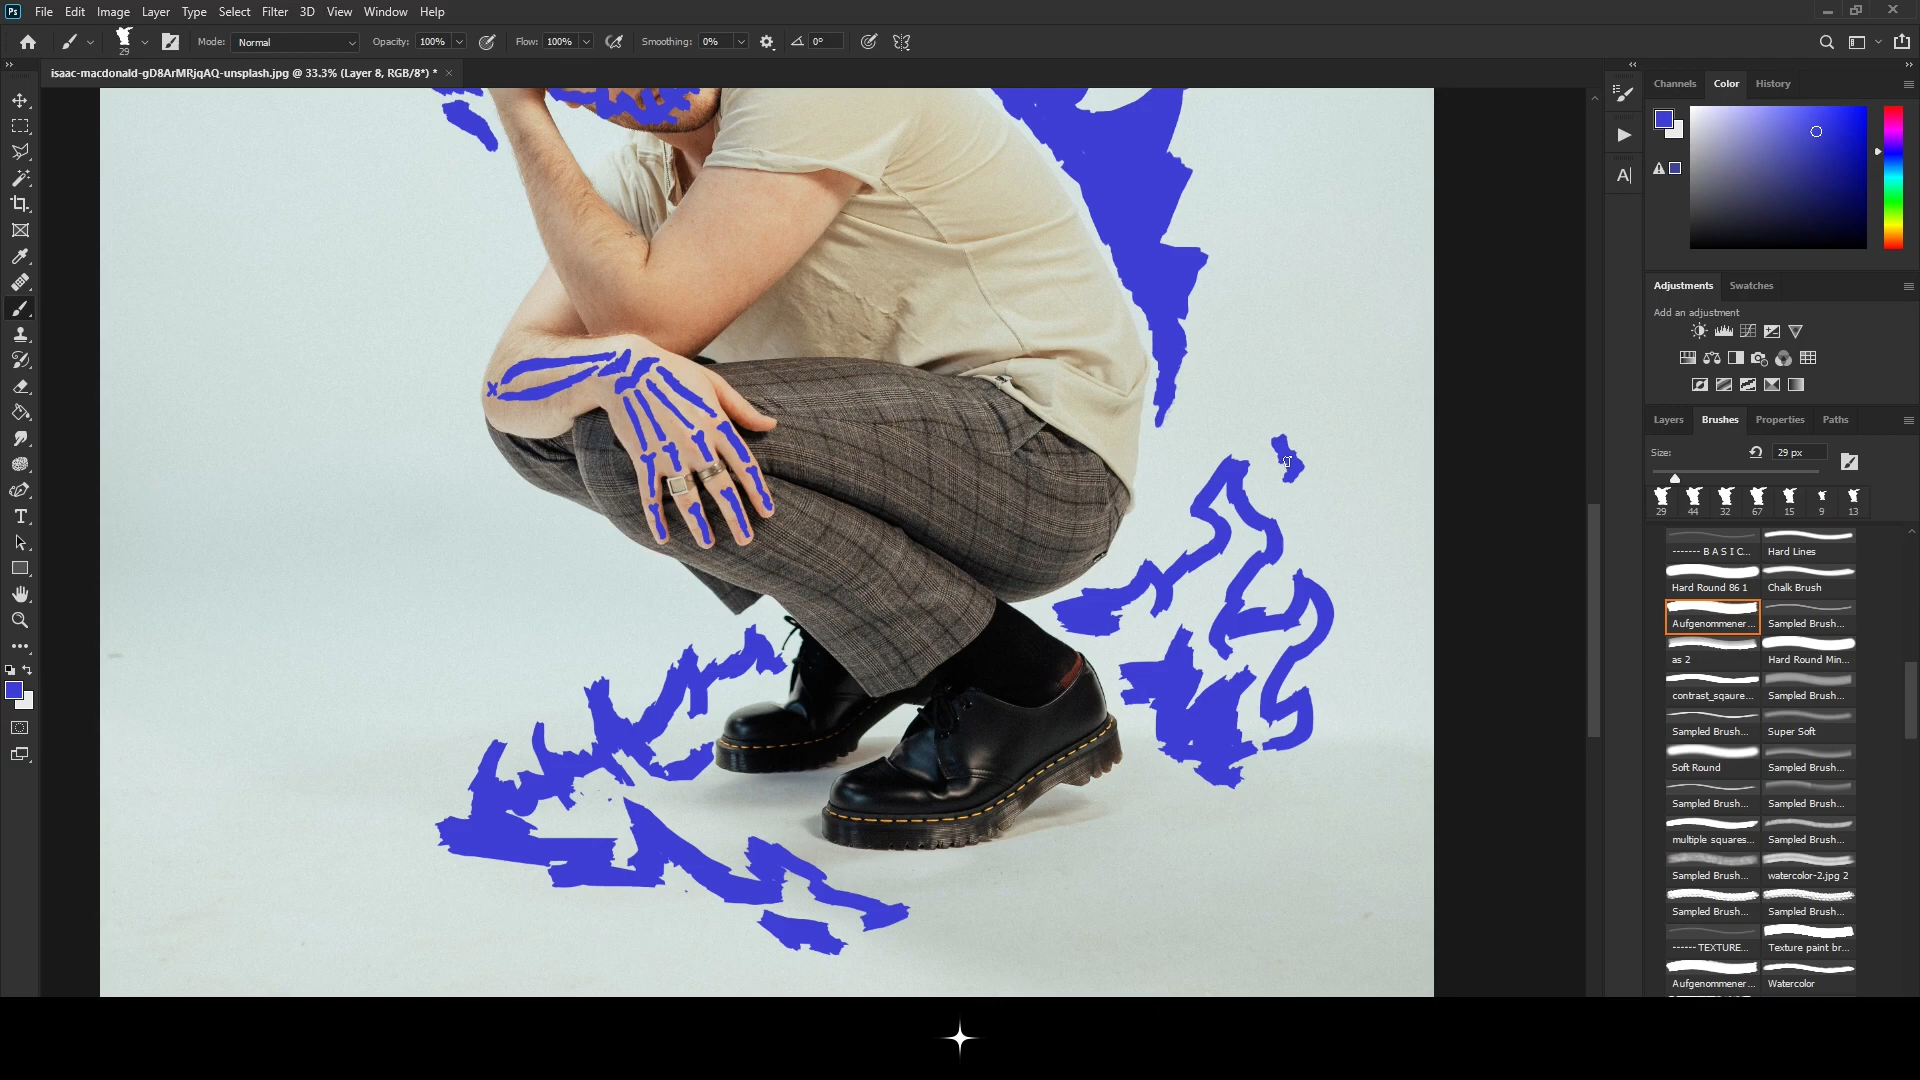 Ps File Edit Image Layer Type Select Filter 3D View Window Help
29 Mode: Normal Opacity: 100% Flow: 100% Smoothing: 0% 0°
isaac-macdonald-gD8ArMRjqAQ-unsplash.jpg @ 33.3% (Layer 8, RGB/8*) * ×
Channels Color History
Adjustments Swatches
Add an adjustment
Layers Brushes Properties Paths
Size: 29 px
29 44 32 67 15 9 13
------- B A S I C... Hard Lines
Hard Round 86 1 Chalk Brush
Aufgenommener... Sampled Brush...
as 2 Hard Round Min...
contrast_sqaure... Sampled Brush...
Sampled Brush... Super Soft
Soft Round Sampled Brush...
Sampled Brush... Sampled Brush...
multiple squares... Sampled Brush...
Sampled Brush... watercolor-2.jpg 2
Sampled Brush... Sampled Brush...
------ TEXTURE... Texture paint br...
Aufgenommener... Watercolor